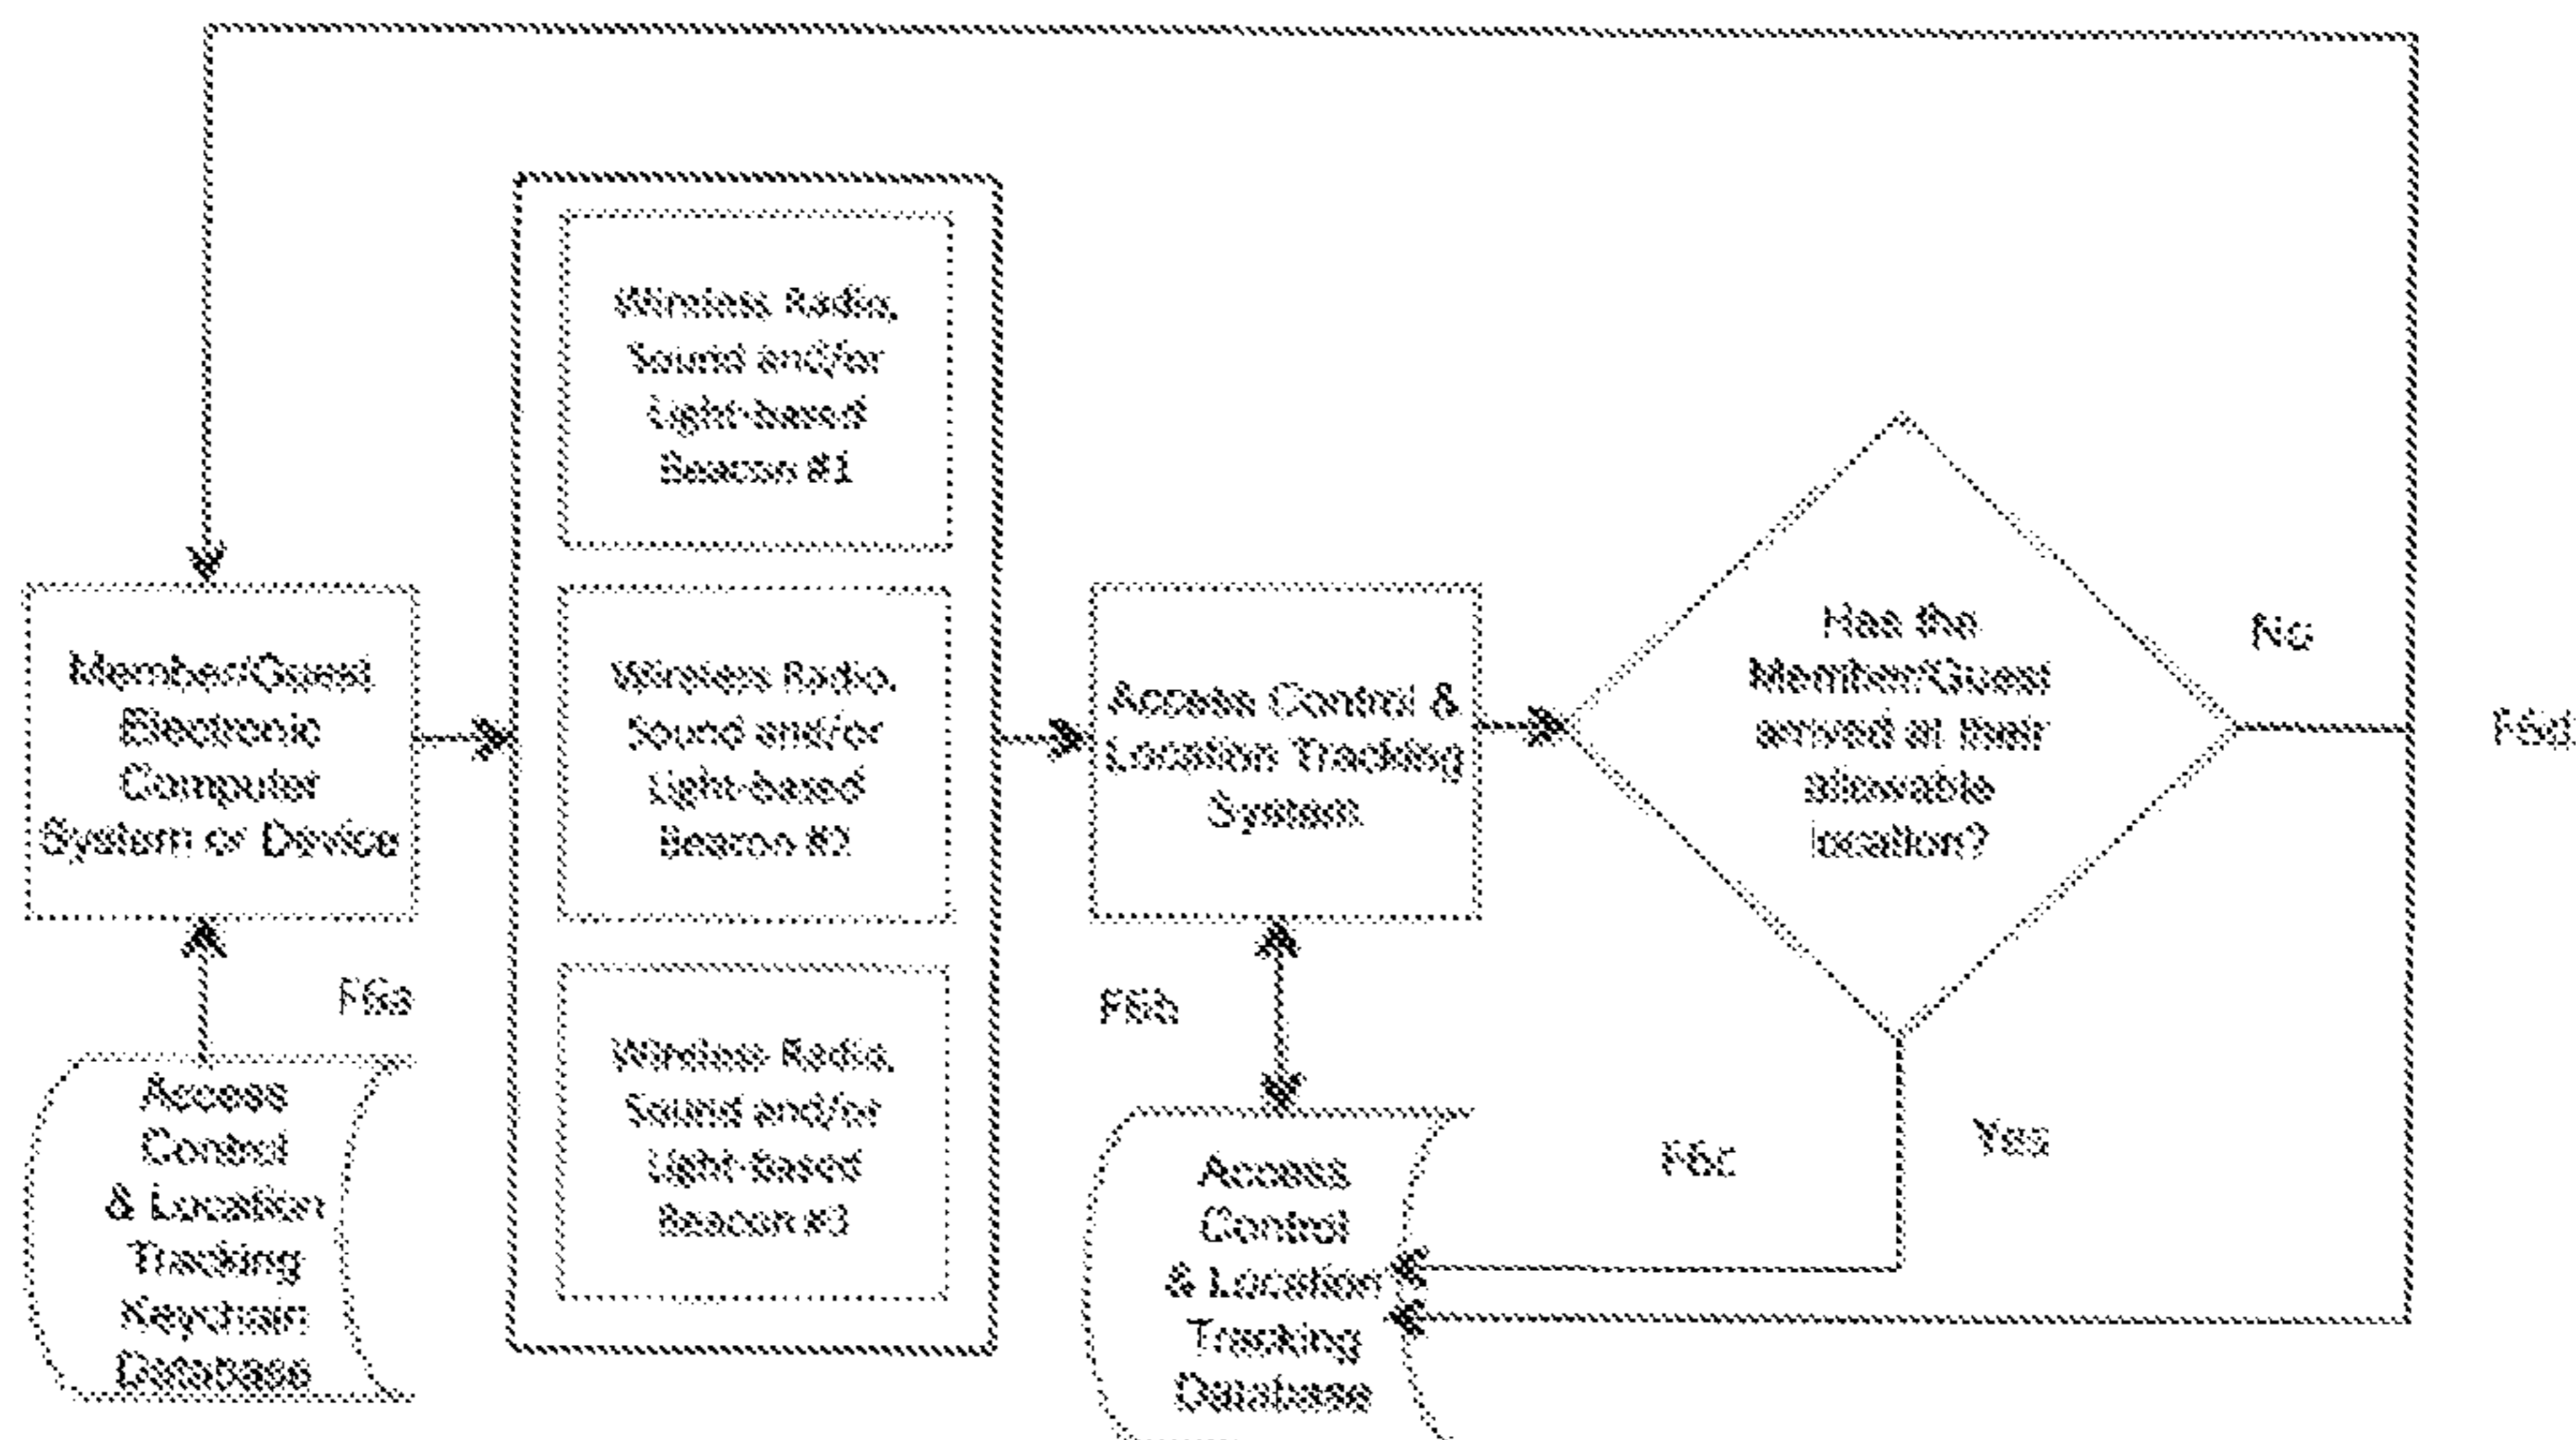 Wireless Radio,
Sound and/or
Light-based
Beacon #1
Member/Guest
Electronic
Computer
System or Device
Wireless Radio,
Sound and/or
Light-based
Beacon #2
Access Control &
Location Tracking
System
Has the
Member/Guest
arrived at their
allowable
location?
No
F6d
F6a
F6b
Access
Control
& Location
Tracking
Keychain
Database
Wireless Radio,
Sound and/or
Light-based
Beacon #3
Access
Control
& Location
Tracking
Database
F6c
Yes